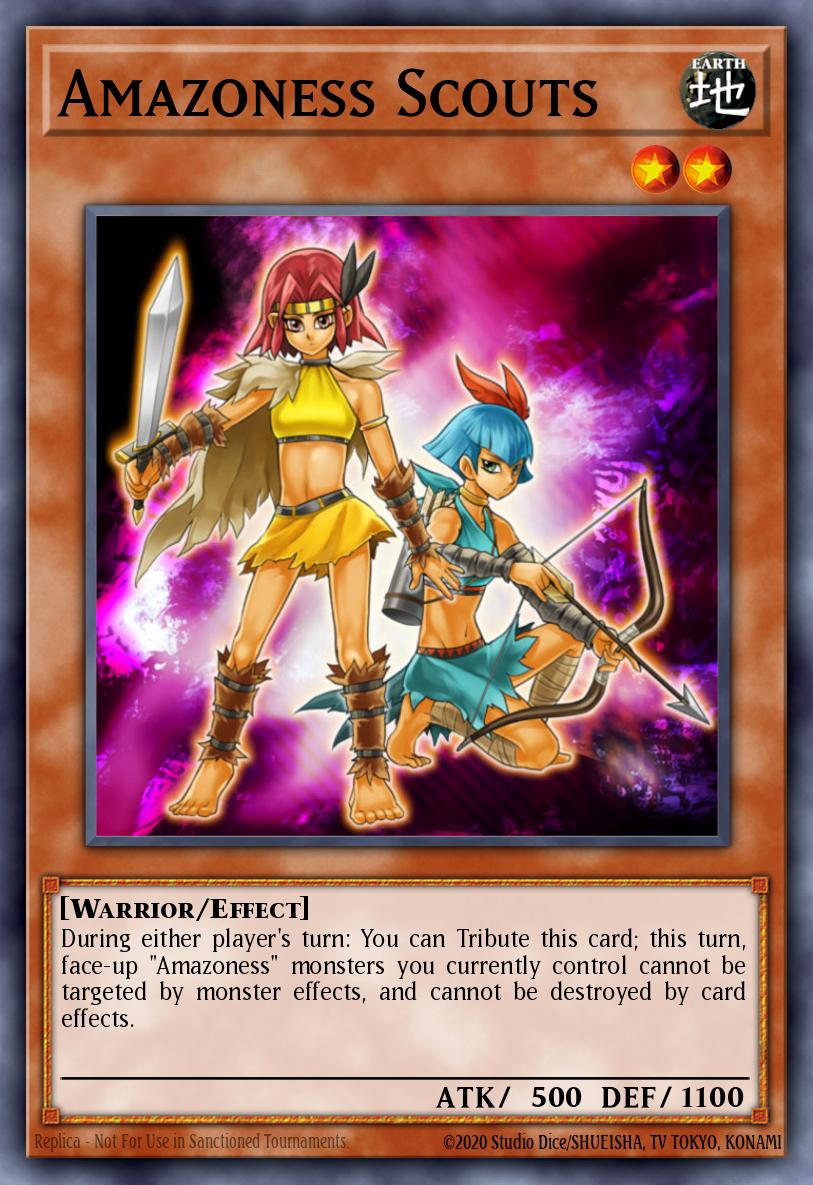 Amazoness Scouts
EARTH
地
[Warrior/Effect]
During either player's turn: You can Tribute this card; this turn,
face-up "Amazoness" monsters you currently control cannot be
targeted by monster effects, and cannot be destroyed by card
effects.
ATK/ 500 DEF/ 1100
Replica - Not For Use in Sanctioned Tournaments.
©2020 Studio Dice/SHUEISHA, TV TOKYO, KONAMI